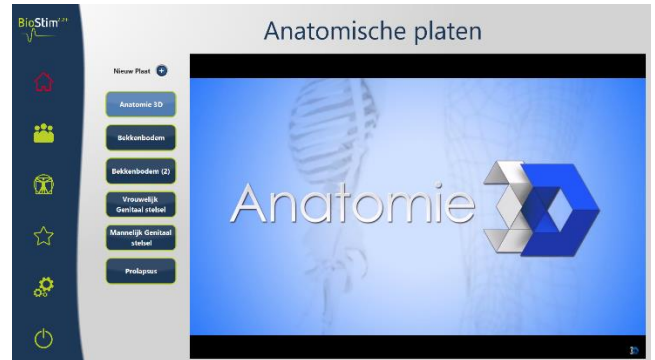 BioStim
Anatomische platen
Nieuw Plaat
Anatomie 3D
Bekkenbodem
Bekkenbodem (2)
Vrouwelijk
Genitaal stelsel
Mannelijk Genitaal
stelsel
Prolapsus
Anatomie